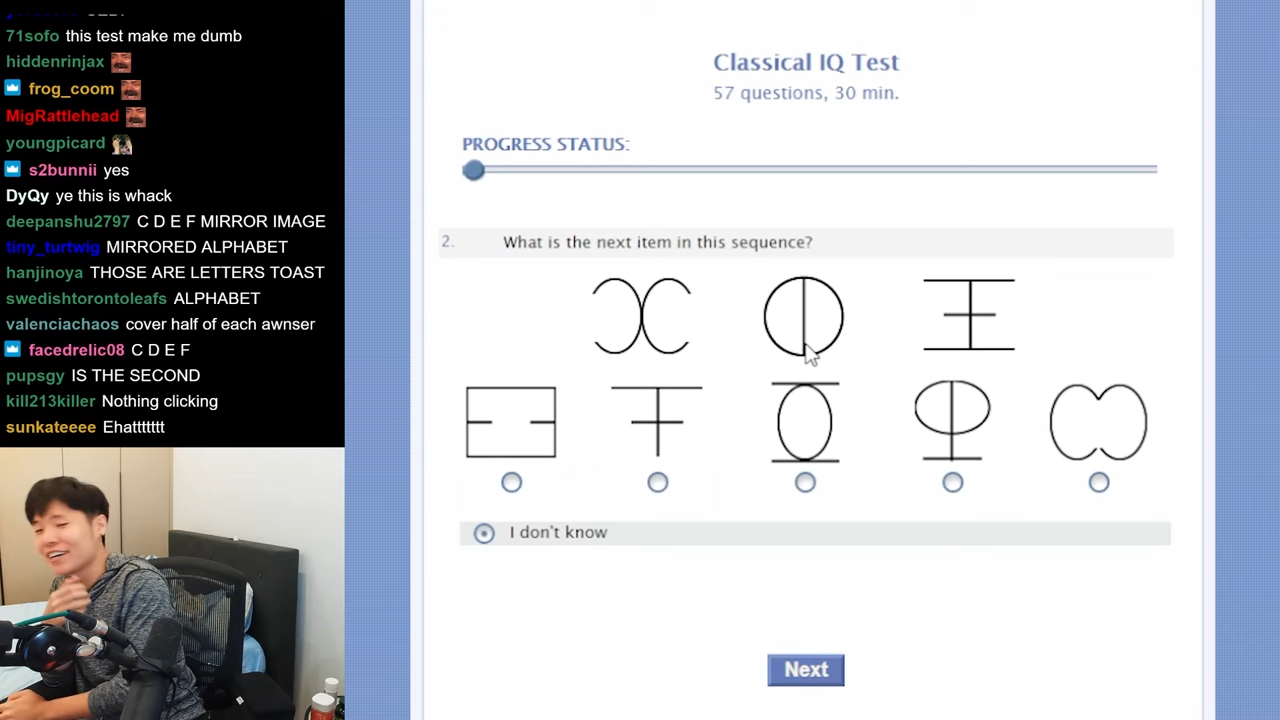 71sofo this test make me dumb
hiddenrinjax
frog_coom
MigRattlehead
youngpicard
s2bunnii yes
DyQy ye this is whack
deepanshu2797 C D E F MIRROR IMAGE
tiny_turtwig MIRRORED ALPHABET
hanjinoya THOSE ARE LETTERS TOAST
swedishtorontoleafs ALPHABET
valenciachaos cover half of each awnser
facedrelic08 C D E F
pupsgy IS THE SECOND
kill213killer Nothing clicking
sunkateeee Ehattttttt
Classical IQ Test
57 questions, 30 min.
PROGRESS STATUS:
2. What is the next item in this sequence?
I don't know
Next